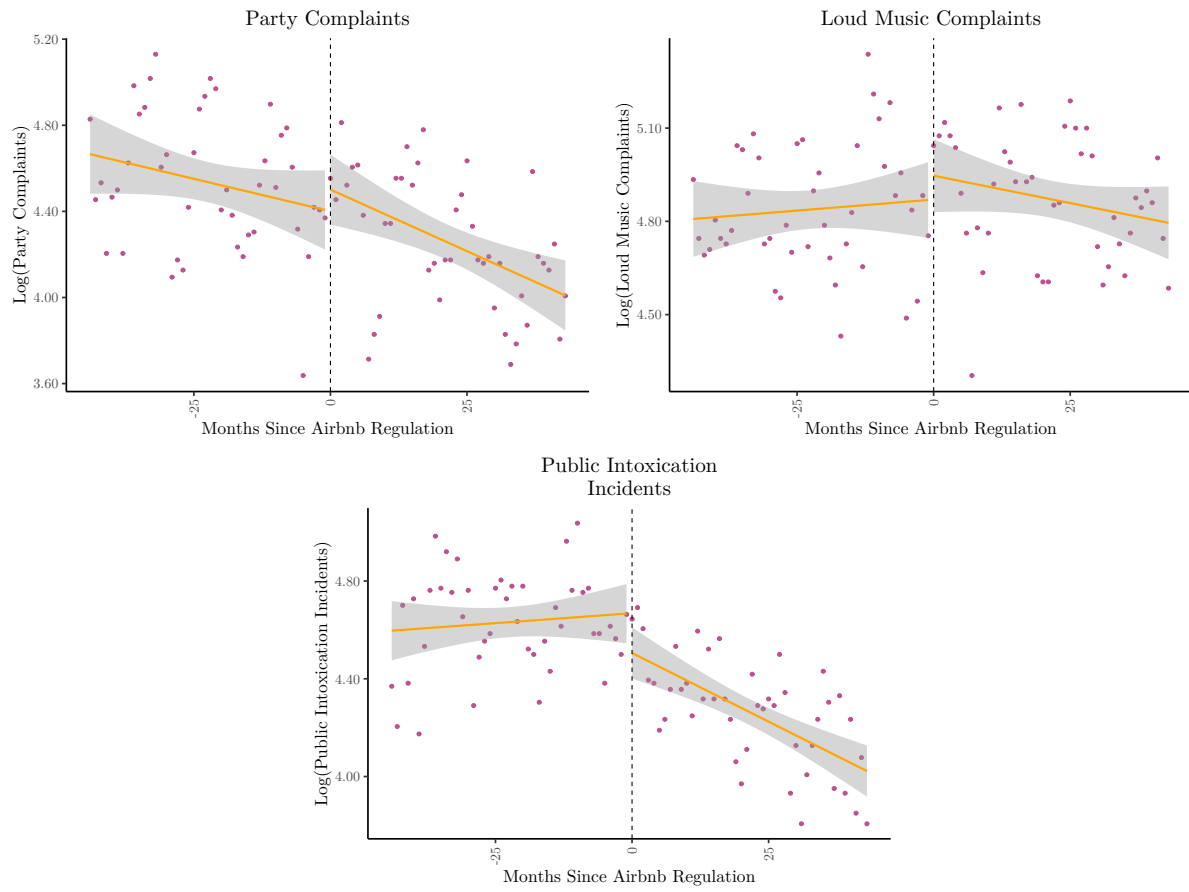 Party Complaints
Log(Party Complaints)
5.20
4.80
4.40
4.00
3.60
-25
0
25
Months Since Airbnb Regulation
Loud Music Complaints
Log(Loud Music Complaints)
5.10
4.80
4.50
-25
0
25
Months Since Airbnb Regulation
Public Intoxication
Incidents
Log(Public Intoxication Incidents)
4.80
4.40
4.00
-25
0
25
Months Since Airbnb Regulation